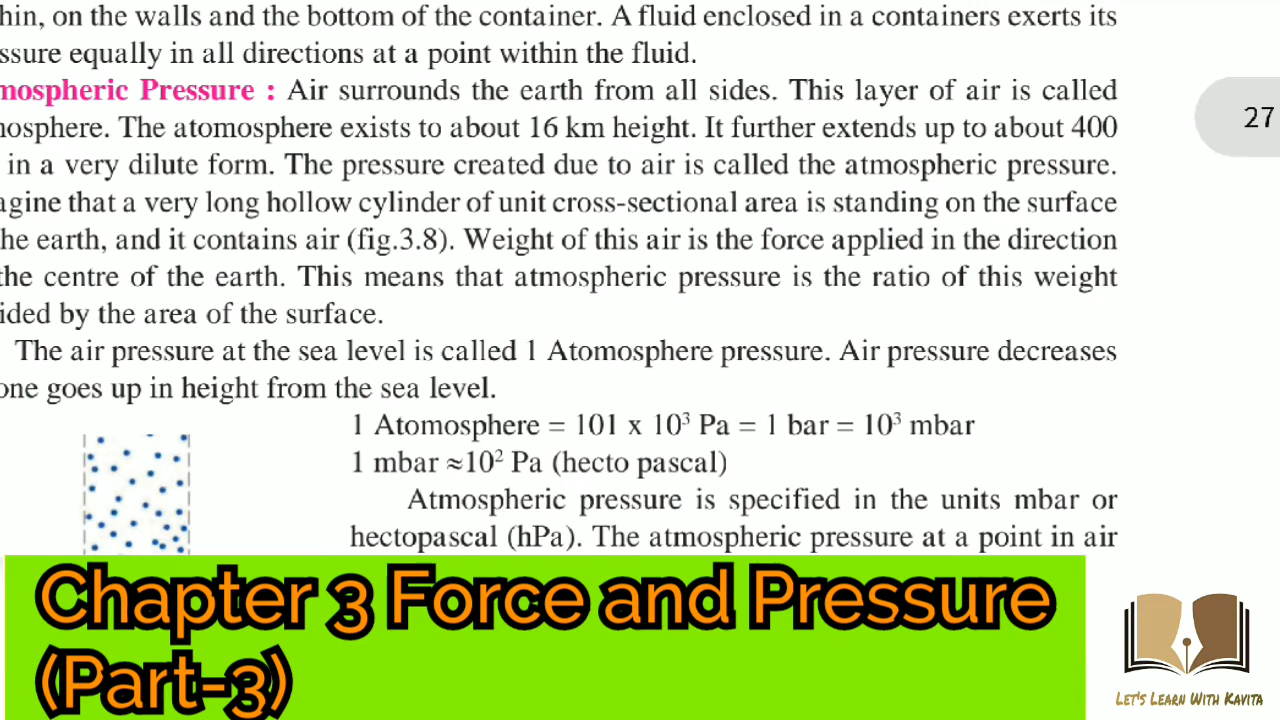 hin, on the walls and the bottom of the container. A fluid enclosed in a containers exerts its
ssure equally in all directions at a point within the fluid.
mospheric Pressure : Air surrounds the earth from all sides. This layer of air is called
nosphere. The atomosphere exists to about 16 km height. It further extends up to about 400
in a very dilute form. The pressure created due to air is called the atmospheric pressure.
agine that a very long hollow cylinder of unit cross-sectional area is standing on the surface
he earth, and it contains air (fig.3.8). Weight of this air is the force applied in the direction
the centre of the earth. This means that atmospheric pressure is the ratio of this weight
ided by the area of the surface.
The air pressure at the sea level is called 1 Atomosphere pressure. Air pressure decreases
one goes up in height from the sea level.
1 Atomosphere = 101 x 10³ Pa = 1 bar = 10³ mbar
1 mbar ≈10² Pa (hecto pascal)
Atmospheric pressure is specified in the units mbar or
hectopascal (hPa). The atmospheric pressure at a point in air
27
Chapter 3 Force and Pressure
(Part-3)
LET'S LEARN WITH KAVITA